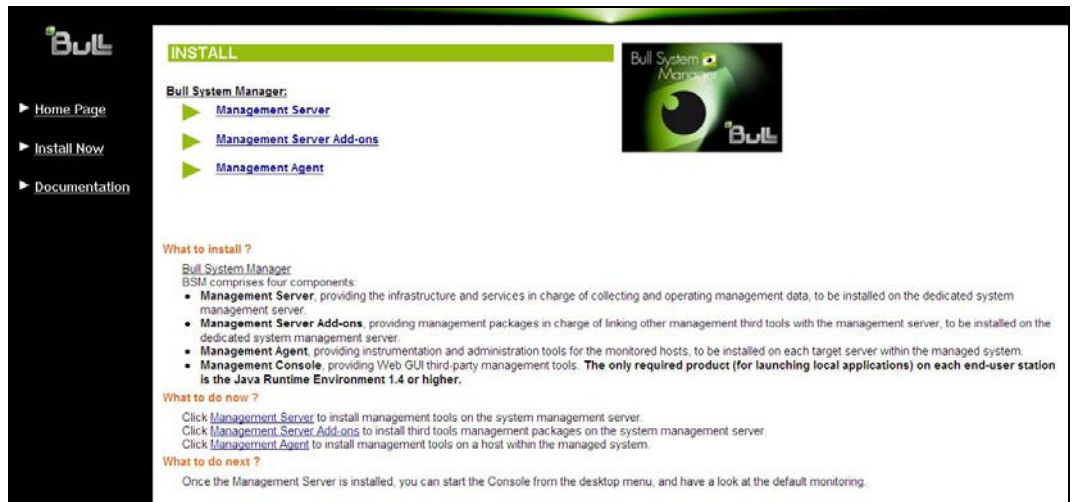 Bull
Home Page
Install Now
Documentation
INSTALL
Bull System Manager
Bull
Bull System Manager:
Management Server
Management Server Add-ons
Management Agent
What to install ?
Bull System Manager
BSM comprises four components:
• Management Server, providing the infrastructure and services in charge of collecting and operating management data, to be installed on the dedicated system
management server.
• Management Server Add-ons, providing management packages in charge of linking other management third tools with the management server, to be installed on the
dedicated system management server.
• Management Agent, providing instrumentation and administration tools for the monitored hosts, to be installed on each target server within the managed system.
• Management Console, providing Web GUI third-party management tools. The only required product (for launching local applications) on each end-user station
is the Java Runtime Environment 1.4 or higher.
What to do now ?
Click Management Server to install management tools on the system management server.
Click Management Server Add-ons to install third tools management packages on the system management server.
Click Management Agent to install management tools on a host within the managed system.
What to do next ?
Once the Management Server is installed, you can start the Console from the desktop menu, and have a look at the default monitoring.